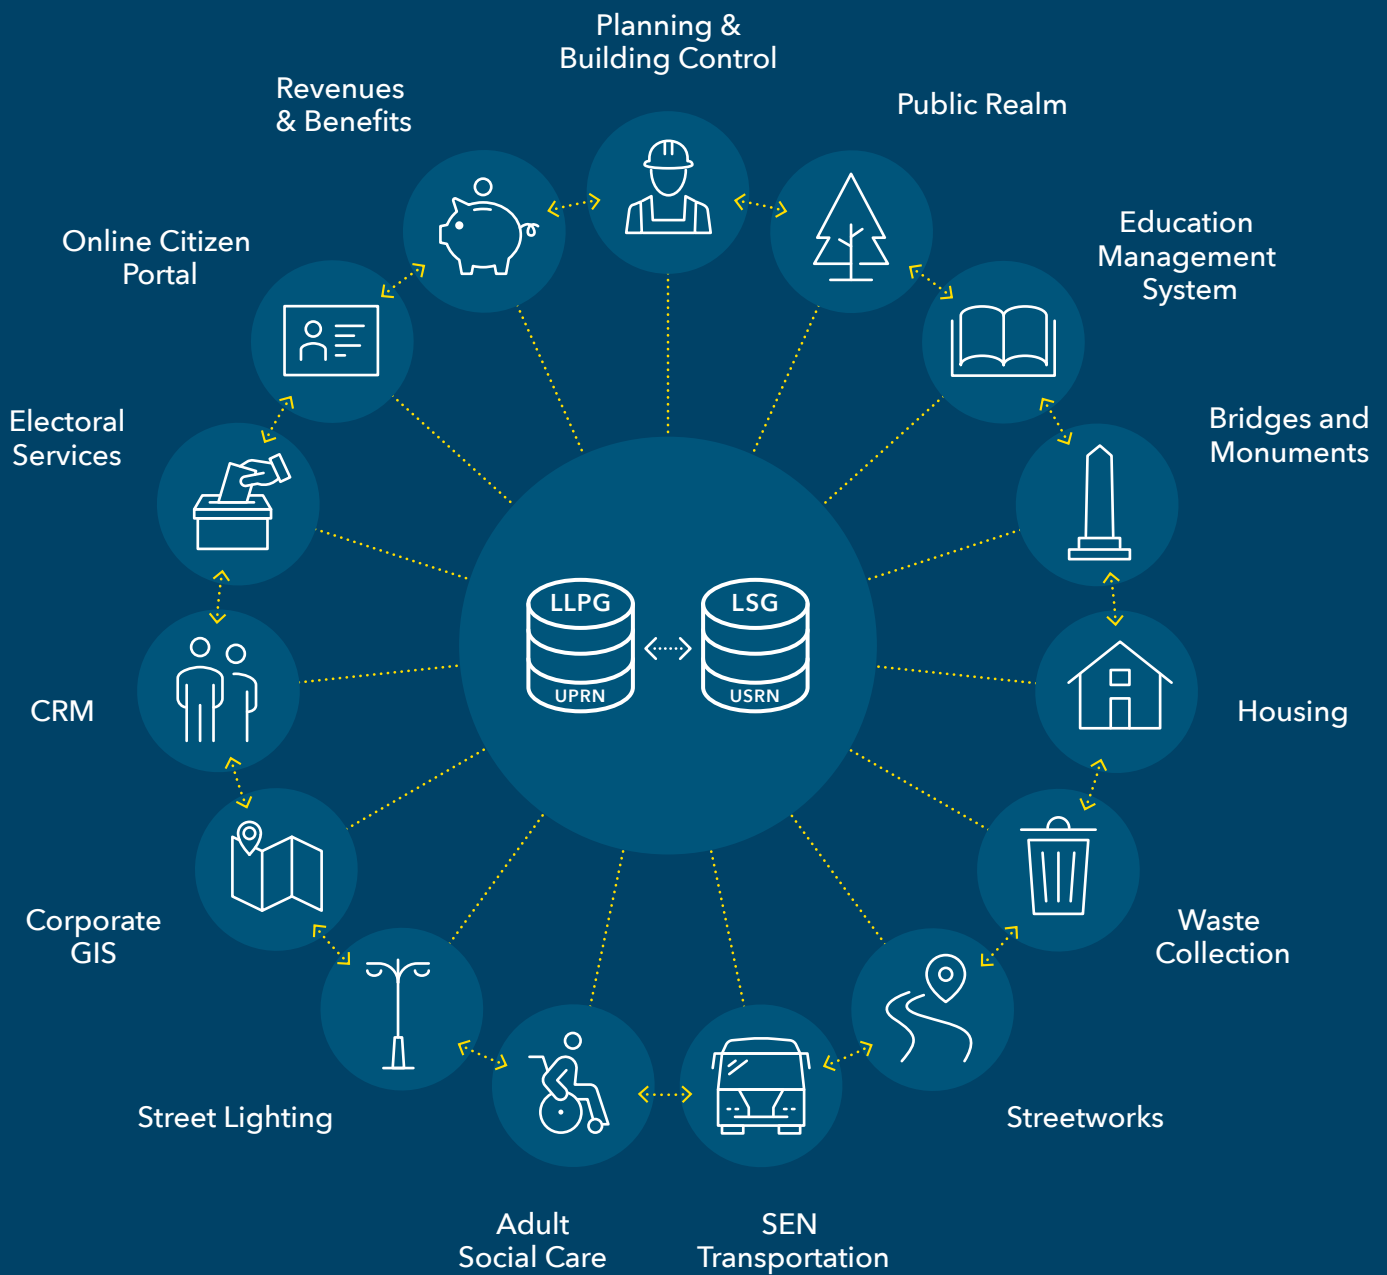 Planning &
Building Control
Revenues
& Benefits
Public Realm
Online Citizen
Portal
Education
Management
System
Electoral
Services
Bridges and
Monuments
LLPG
LSG
UPRN
USRN
CRM
Housing
Corporate
GIS
Waste
Collection
Street Lighting
Streetworks
Adult
Social Care
SEN
Transportation